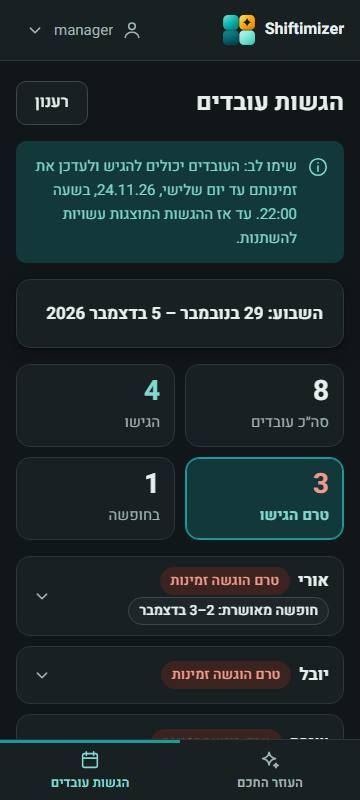 Shiftimizer
manager
הגשות עובדים
רענון
שימו לב: העובדים יכולים להגיש ולעדכן את
זמינותם עד יום שלישי, 24.11.26, בשעה
22:00. עד אז ההגשות המוצגות עשויות
להשתנות.
השבוע: 29 בנובמבר – 5 בדצמבר 2026
8
סה״כ עובדים
4
הגישו
3
טרם הגישו
1
בחופשה
אורי טרם הוגשה זמינות
חופשה מאושרת: 2–3 בדצמבר
יובל טרם הוגשה זמינות
העוזר החכם
הגשות עובדים